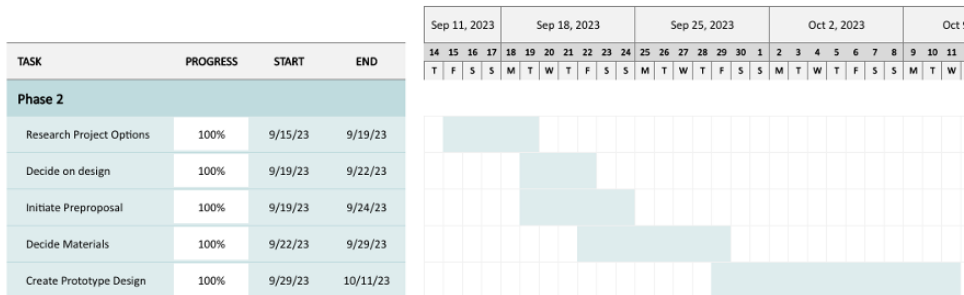 Sep 11, 2023 Sep 18, 2023 Sep 25, 2023 Oct 2, 2023 Oct
14 15 16 17 18 19 20 21 22 23 24 25 26 27 28 29 30 1 2 3 4 5 6 7 8 9 10 11
TASK PROGRESS START END
T F S S M T W T F S S M T W T F S S M T W T F S S M T W
Phase 2
Research Project Options 100% 9/15/23 9/19/23
Decide on design 100% 9/19/23 9/22/23
Initiate Preproposal 100% 9/19/23 9/24/23
Decide Materials 100% 9/22/23 9/29/23
Create Prototype Design 100% 9/29/23 10/11/23